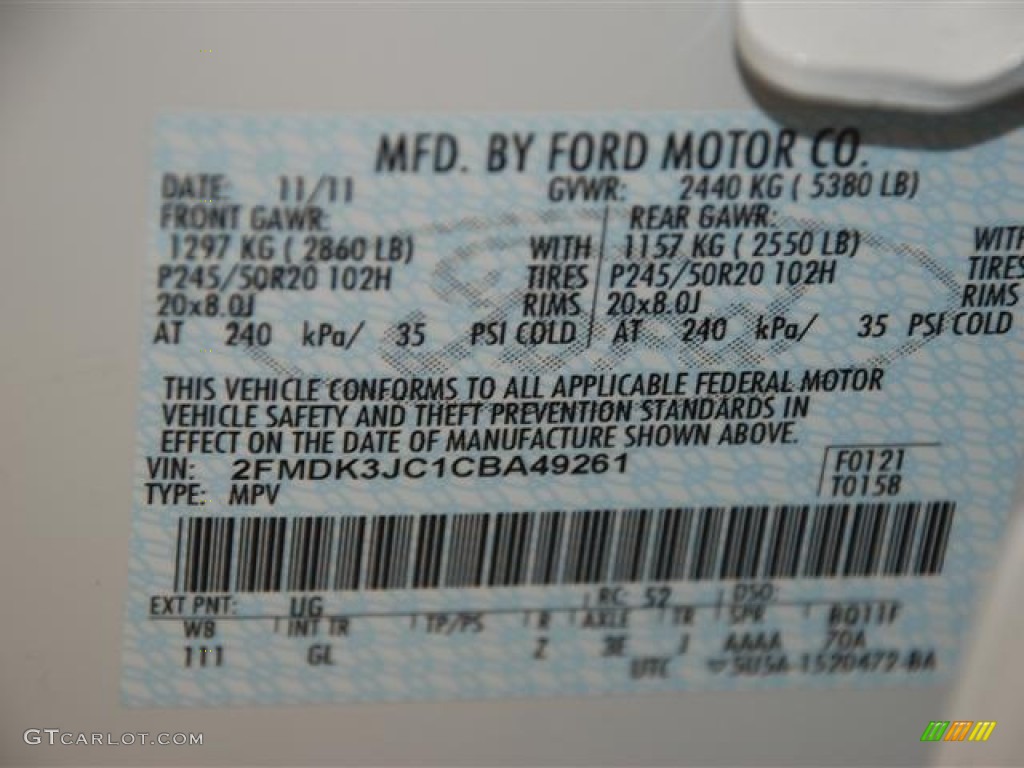 MFD. BY FORD MOTOR CO.
DATE: 11/11 GVWR: 2440 KG ( 5380 LB)
FRONT GAWR: REAR GAWR:
1297 KG ( 2860 LB) WITH 1157 KG ( 2550 LB) WITH
P245/50R20 102H TIRES P245/50R20 102H TIRES
20x8.0J RIMS 20x8.0J RIMS
AT 240 kPa/ 35 PSI COLD AT 240 kPa/ 35 PSI COLD
THIS VEHICLE CONFORMS TO ALL APPLICABLE FEDERAL MOTOR
VEHICLE SAFETY AND THEFT PREVENTION STANDARDS IN
EFFECT ON THE DATE OF MANUFACTURE SHOWN ABOVE.
VIN: 2FMDK3JC1CBA49261 F0121
TYPE: MPV T0158
EXT PNT: UG RC: 52 DSO:
WB INT TR TP/PS R AXLE TR SPR BQ11F
111 GL Z 3E J AAAA 70A
UTC
GTCARLOT.COM